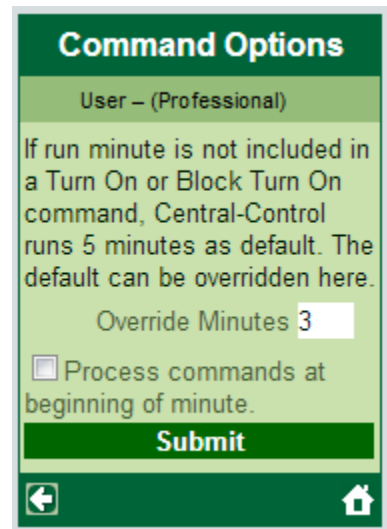 Command Options
User – (Professional)
If run minute is not included in
a Turn On or Block Turn On
command, Central-Control
runs 5 minutes as default. The
default can be overridden here.
Override Minutes 3
Process commands at
beginning of minute.
Submit